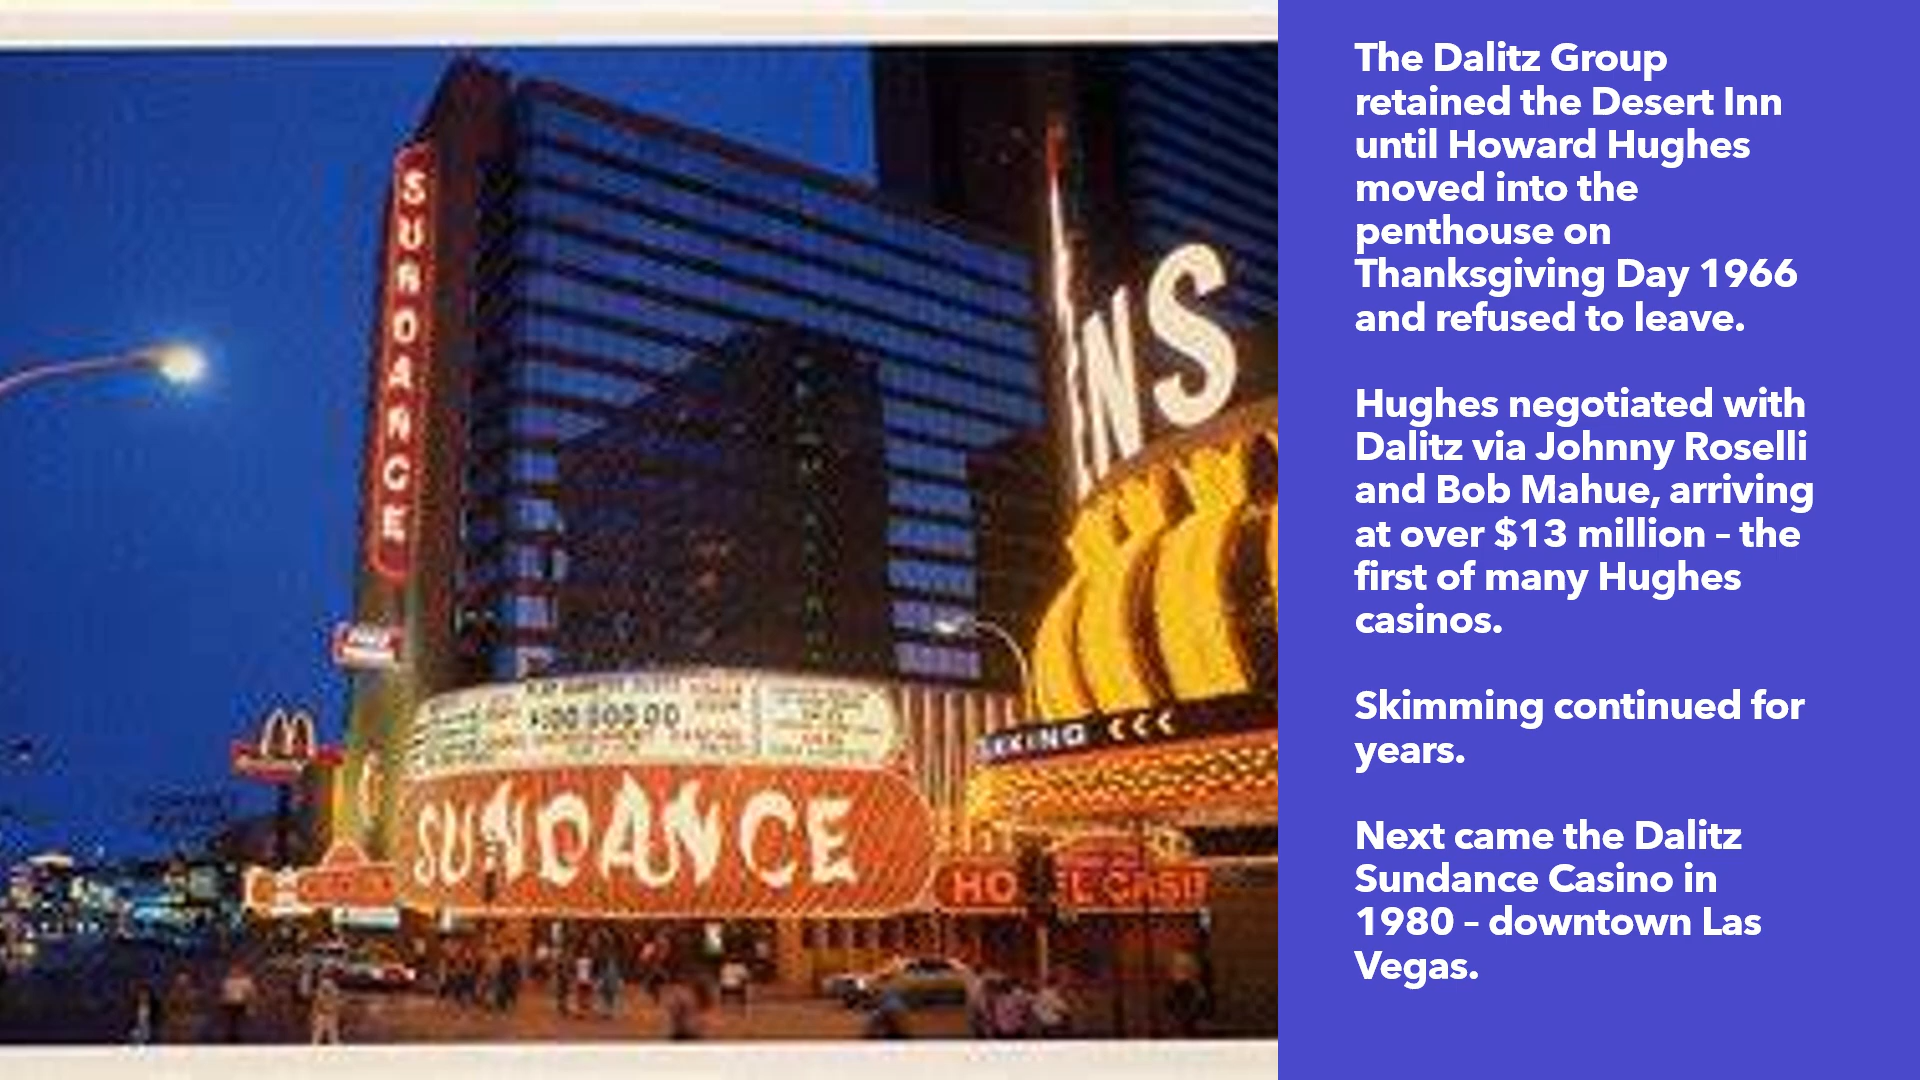 SUNDANCE
NS
$100,000.00
SUNDANCE
The Dalitz Group
retained the Desert Inn
until Howard Hughes
moved into the
penthouse on
Thanksgiving Day 1966
and refused to leave.
Hughes negotiated with
Dalitz via Johnny Roselli
and Bob Mahue, arriving
at over $13 million – the
first of many Hughes
casinos.
Skimming continued for
years.
Next came the Dalitz
Sundance Casino in
1980 – downtown Las
Vegas.